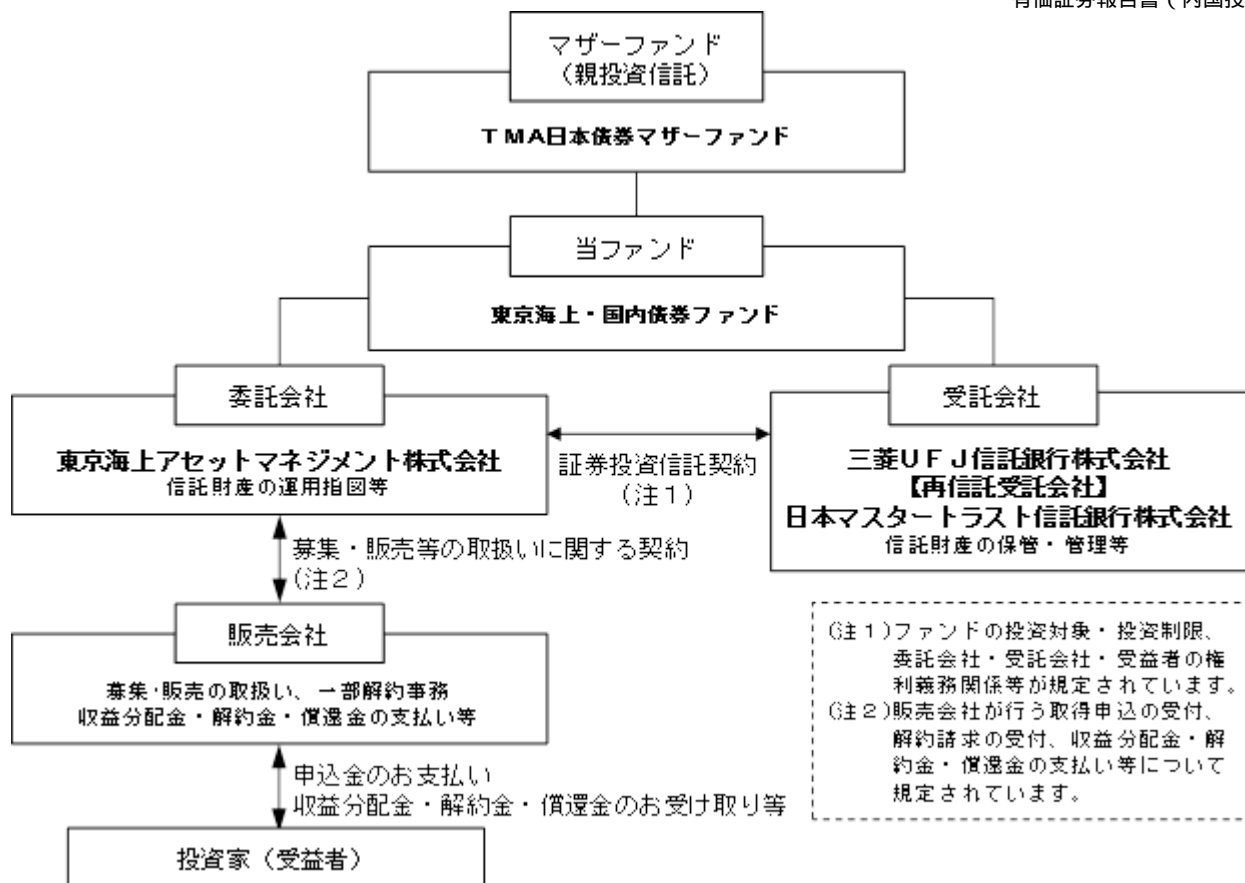 有価証券報告書(内国投
マザーファンド
(親投資信託)
TMA日本債券マザーファンド
当ファンド
東京海上・国内債券ファンド
委託会社
東京海上アセットマネジメント株式会社
信託財産の運用指図等
証券投資信託契約
(注1)
受託会社
三菱UFJ信託銀行株式会社
【再信託受託会社】
日本マスタートラスト信託銀行株式会社
信託財産の保管・管理等
募集・販売等の取扱いに関する契約
(注2)
販売会社
募集・販売の取扱い、一部解約事務
収益分配金・解約金・償還金の支払い等
申込金のお支払い
収益分配金・解約金・償還金のお受け取り等
投資家(受益者)
(注1)ファンドの投資対象・投資制限、
委託会社・受託会社・受益者の権
利義務関係等が規定されています。
(注2)販売会社が行う取得申込の受付、
解約請求の受付、収益分配金・解
約金・償還金の支払い等について
規定されています。